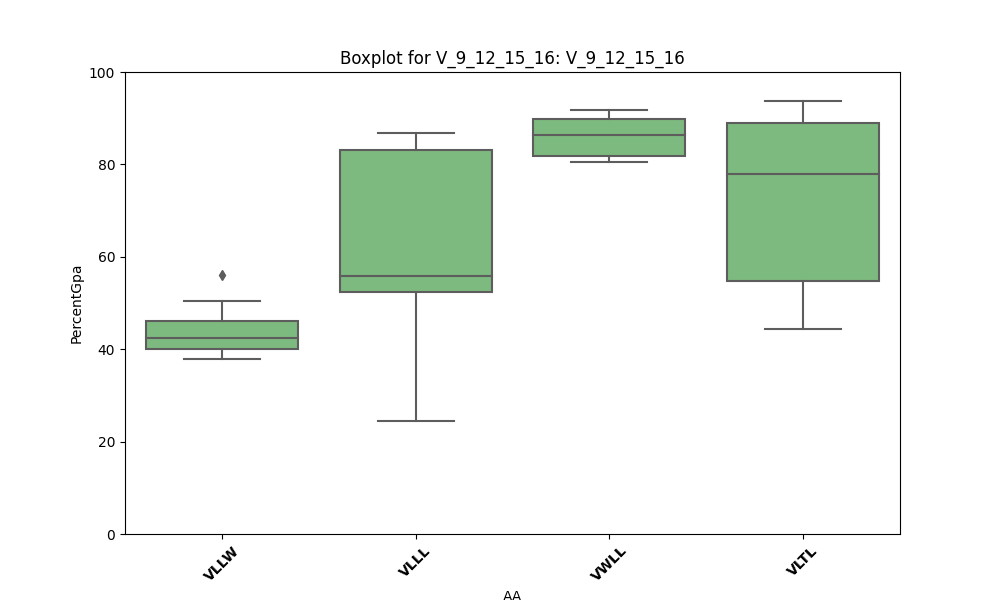 Boxplot for V_9_12_15_16: V_9_12_15_16
100
80
60
40
20
0
PercentGpa
VLLW
VLLL
VWLL
VLTL
AA